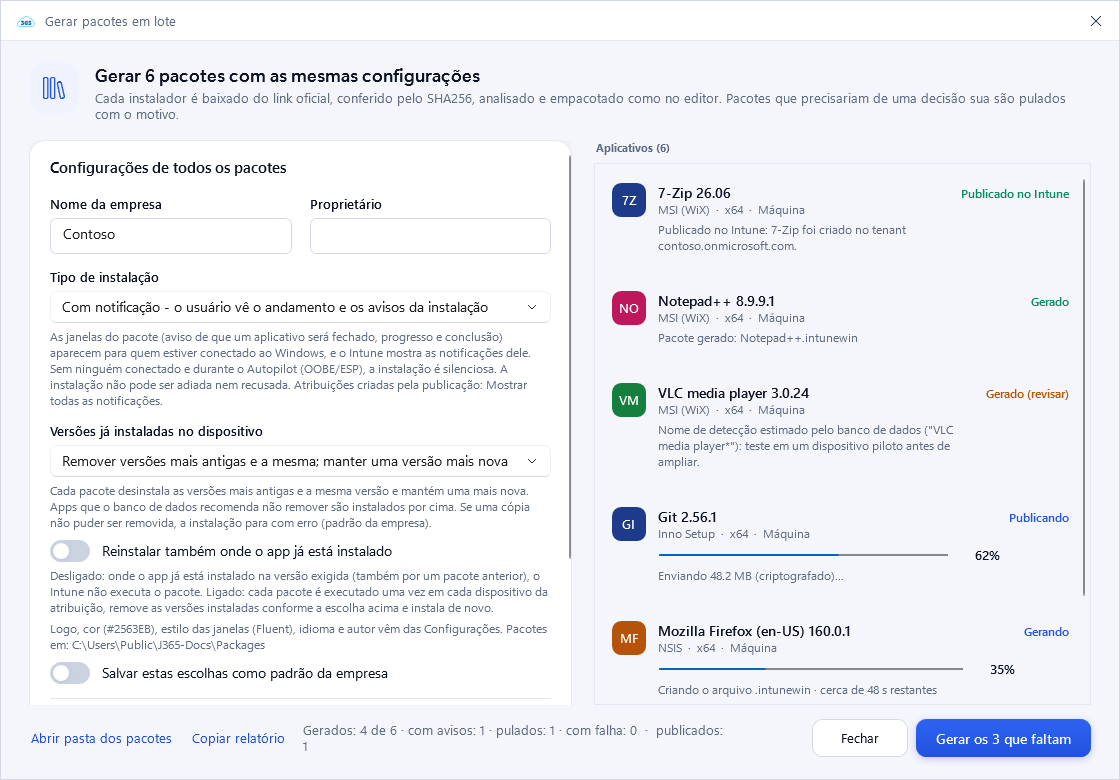 365
Gerar pacotes em lote
Gerar 6 pacotes com as mesmas configurações
Cada instalador é baixado do link oficial, conferido pelo SHA256, analisado e empacotado como no editor. Pacotes que precisariam de uma decisão sua são pulados
com o motivo.
Configurações de todos os pacotes
Nome da empresa
Proprietário
Contoso
Tipo de instalação
Com notificação - o usuário vê o andamento e os avisos da instalação
As janelas do pacote (aviso de que um aplicativo será fechado, progresso e conclusão)
aparecem para quem estiver conectado ao Windows, e o Intune mostra as notificações dele.
Sem ninguém conectado e durante o Autopilot (OOBE/ESP), a instalação é silenciosa. A
instalação não pode ser adiada nem recusada. Atribuições criadas pela publicação: Mostrar
todas as notificações.
Versões já instaladas no dispositivo
Remover versões mais antigas e a mesma; manter uma versão mais nova
Cada pacote desinstala as versões mais antigas e a mesma versão e mantém uma mais nova.
Apps que o banco de dados recomenda não remover são instalados por cima. Se uma cópia
não puder ser removida, a instalação para com erro (padrão da empresa).
Reinstalar também onde o app já está instalado
Desligado: onde o app já está instalado na versão exigida (também por um pacote anterior), o
Intune não executa o pacote. Ligado: cada pacote é executado uma vez em cada dispositivo da
atribuição, remove as versões instaladas conforme a escolha acima e instala de novo.
Logo, cor (#2563EB), estilo das janelas (Fluent), idioma e autor vêm das Configurações. Pacotes
em: C:\Users\Public\J365-Docs\Packages
Salvar estas escolhas como padrão da empresa
Aplicativos (6)
7Z
7-Zip 26.06
Publicado no Intune
MSI (WiX) · x64 · Máquina
Publicado no Intune: 7-Zip foi criado no tenant
contoso.onmicrosoft.com.
NO
Notepad++ 8.9.9.1
Gerado
MSI (WiX) · x64 · Máquina
Pacote gerado: Notepad++.intunewin
VM
VLC media player 3.0.24
Gerado (revisar)
MSI (WiX) · x64 · Máquina
Nome de detecção estimado pelo banco de dados ("VLC
media player*"): teste em um dispositivo piloto antes de
ampliar.
GI
Git 2.56.1
Publicando
Inno Setup · x64 · Máquina
62%
Enviando 48.2 MB (criptografado)...
MF
Mozilla Firefox (en-US) 160.0.1
Gerando
NSIS · x64 · Máquina
35%
Criando o arquivo .intunewin · cerca de 48 s restantes
Abrir pasta dos pacotes
Copiar relatório
Gerados: 4 de 6 · com avisos: 1 · pulados: 1 · com falha: 0 · publicados:
1
Fechar
Gerar os 3 que faltam